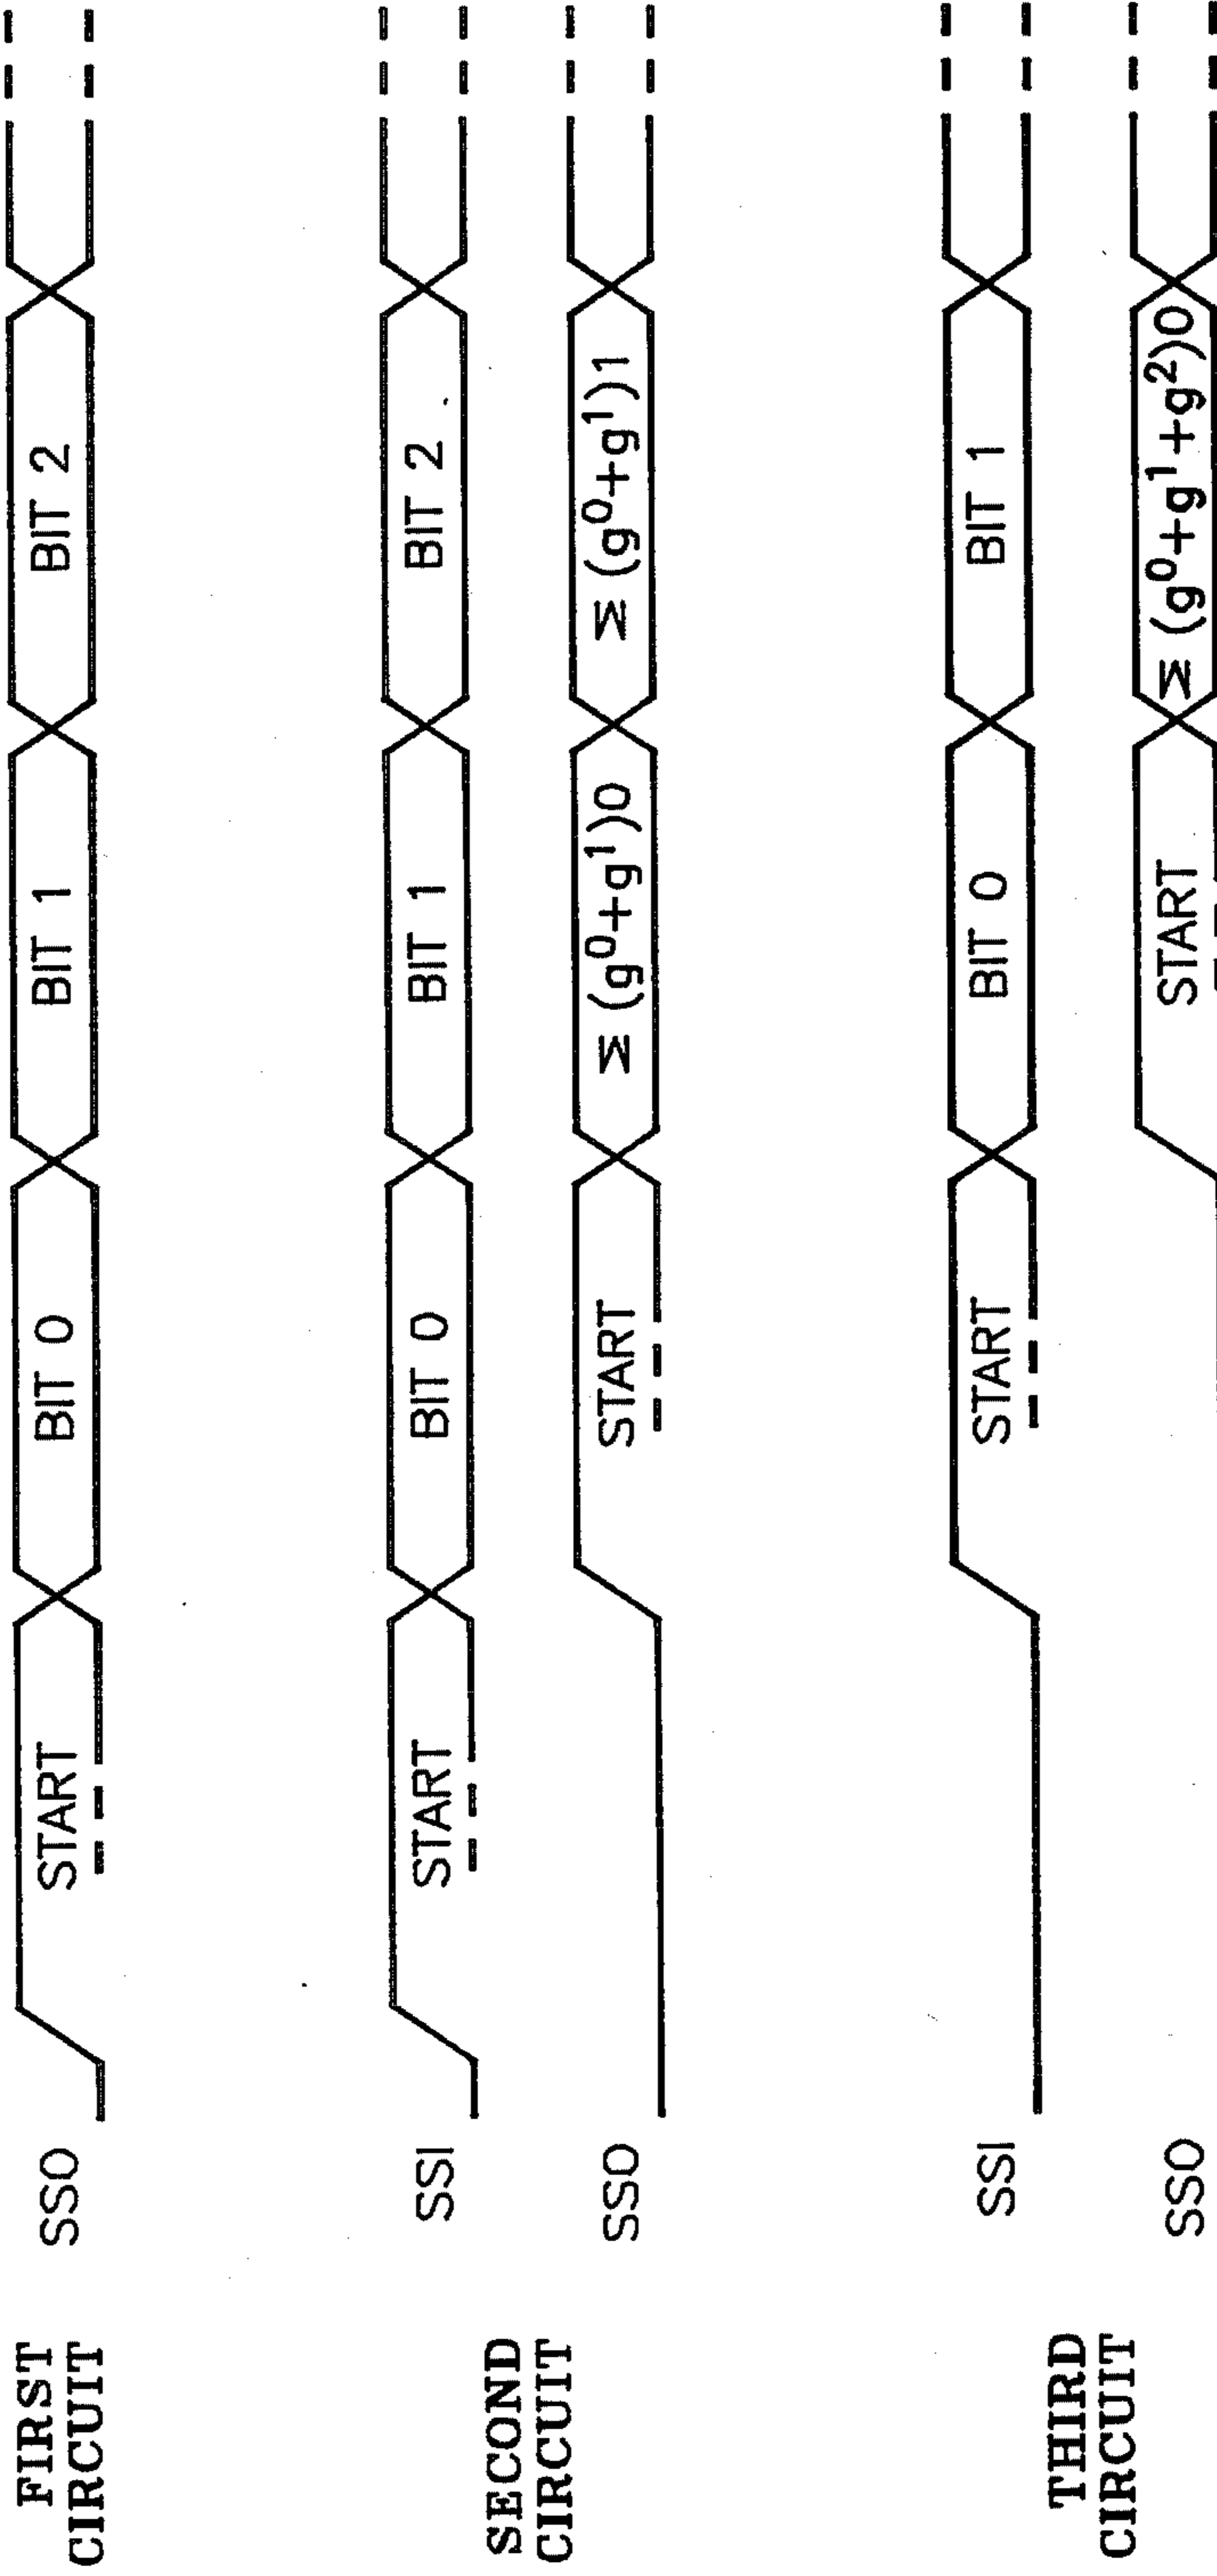 FIRST
CIRCUIT
SSO
START
BIT 0
BIT 1
BIT 2
SECOND
CIRCUIT
SSI
START
BIT 0
BIT 1
BIT 2
SSO
START
Σ (g⁰+g¹)0
Σ (g⁰+g¹)1
THIRD
CIRCUIT
SSI
START
BIT 0
BIT 1
SSO
START
Σ (g⁰+g¹+g²)0